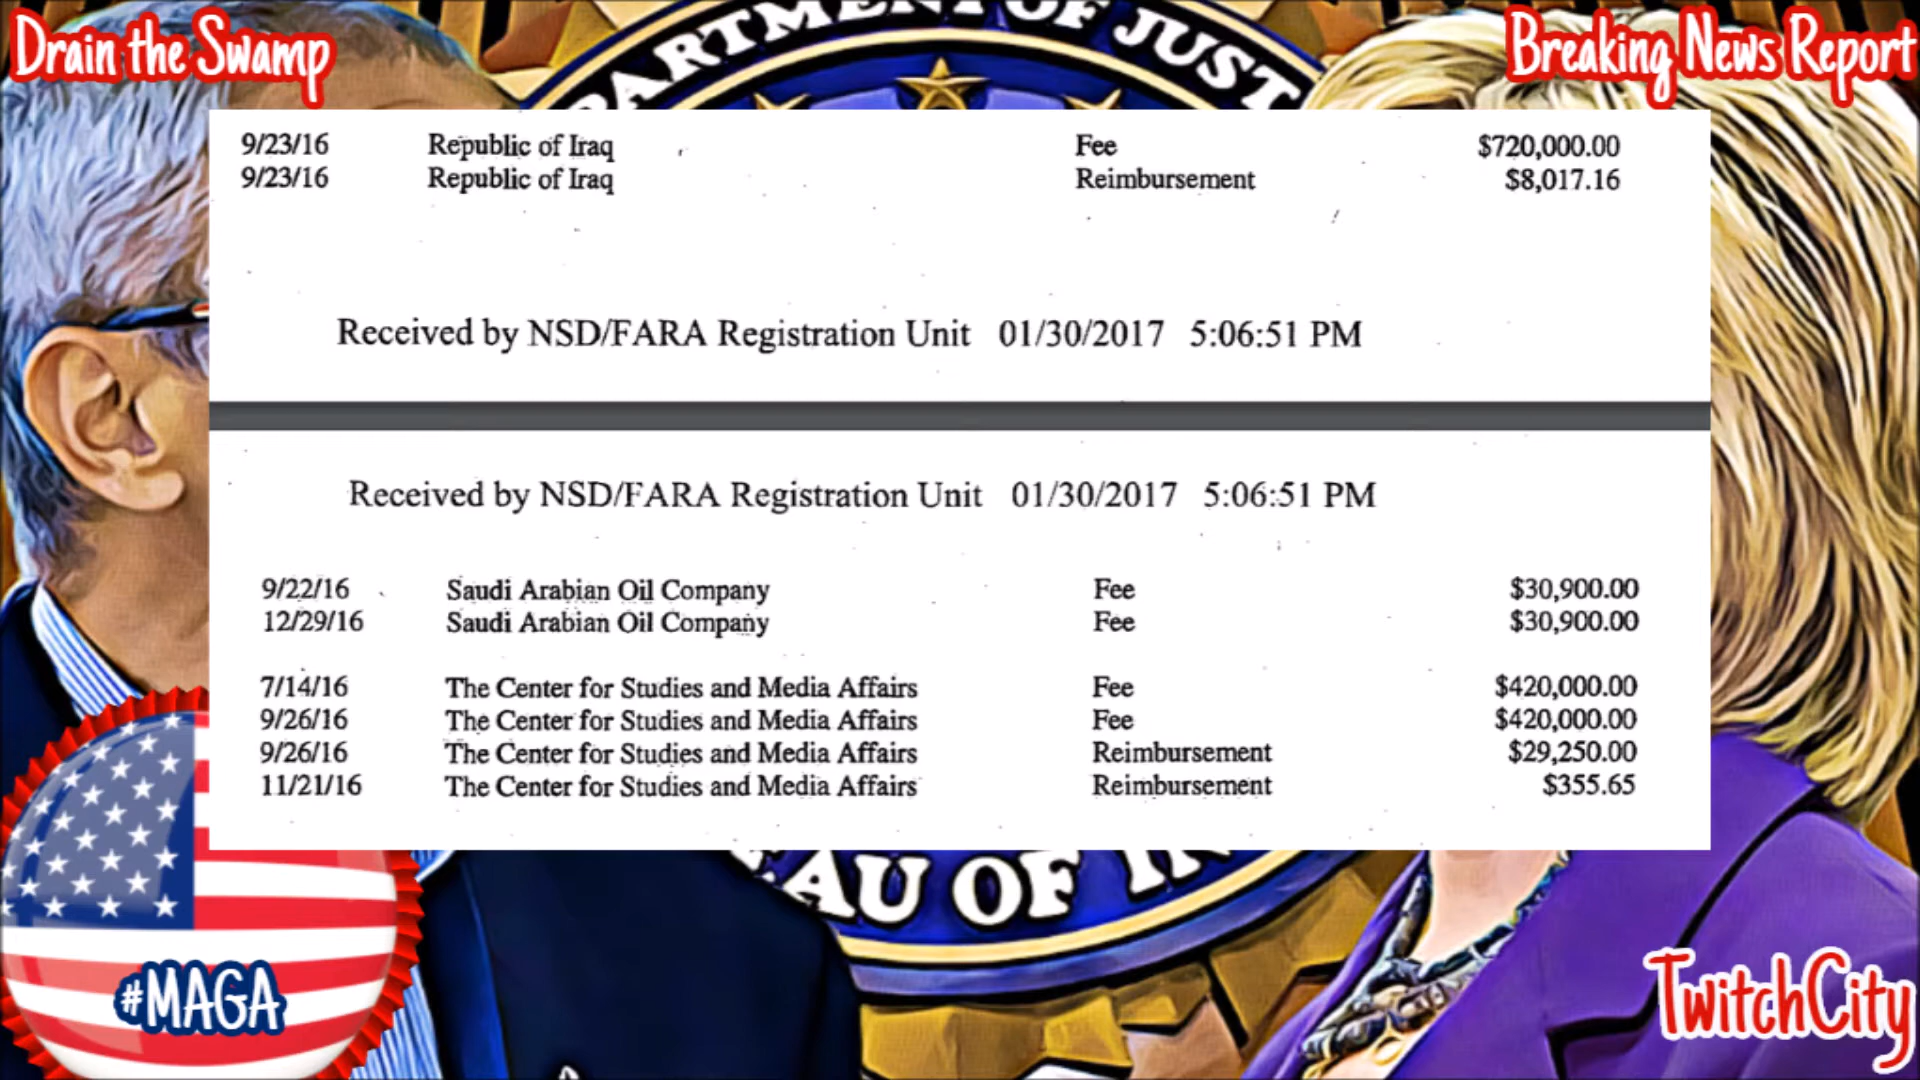 Drain the Swamp
Breaking News Report
DEPARTMENT OF JUST
9/23/16 Republic of Iraq Fee $720,000.00
9/23/16 Republic of Iraq Reimbursement $8,017.16
Received by NSD/FARA Registration Unit 01/30/2017 5:06:51 PM
Received by NSD/FARA Registration Unit 01/30/2017 5:06:51 PM
9/22/16 Saudi Arabian Oil Company Fee $30,900.00
12/29/16 Saudi Arabian Oil Company Fee $30,900.00
7/14/16 The Center for Studies and Media Affairs Fee $420,000.00
9/26/16 The Center for Studies and Media Affairs Fee $420,000.00
9/26/16 The Center for Studies and Media Affairs Reimbursement $29,250.00
11/21/16 The Center for Studies and Media Affairs Reimbursement $355.65
EAU OF IN
#MAGA
TwitchCity